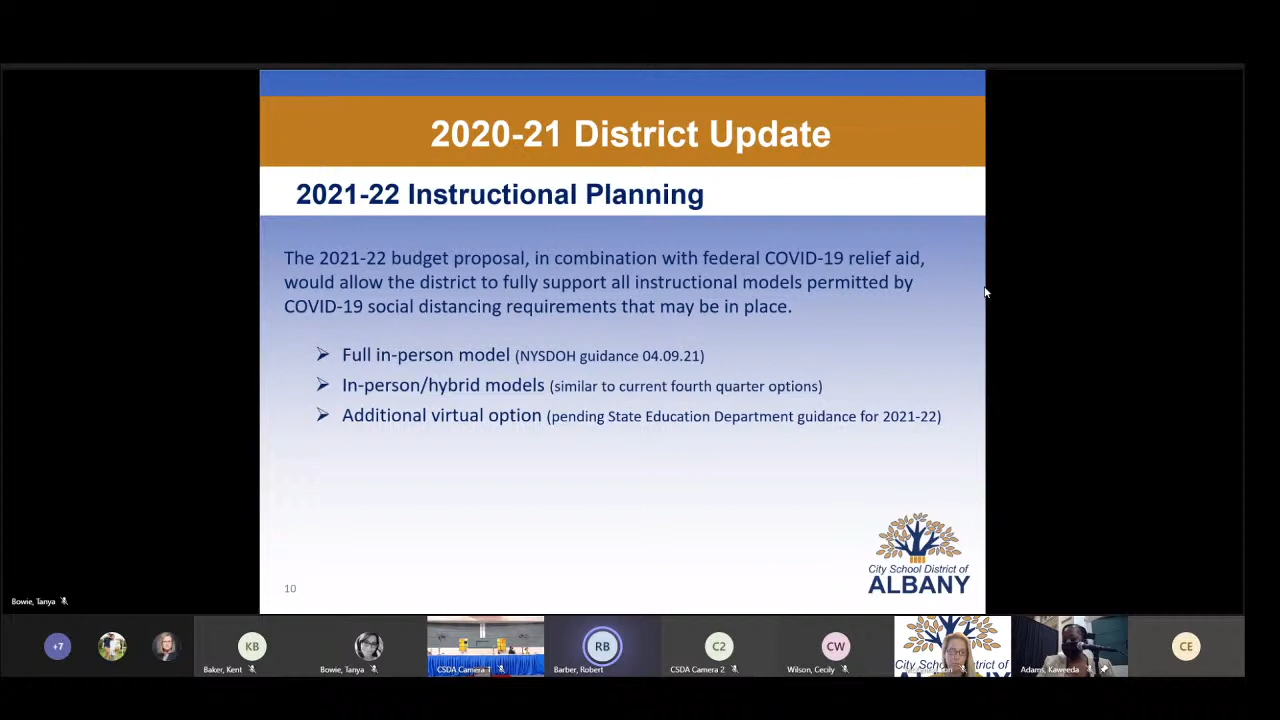 2020-21 District Update
2021-22 Instructional Planning
The 2021-22 budget proposal, in combination with federal COVID-19 relief aid,
would allow the district to fully support all instructional models permitted by
COVID-19 social distancing requirements that may be in place.
➢ Full in-person model (NYSDOH guidance 04.09.21)
➢ In-person/hybrid models (similar to current fourth quarter options)
➢ Additional virtual option (pending State Education Department guidance for 2021-22)
City School District of
ALBANY
10
Bowie, Tanya
+7
KB
Baker, Kent
Bowie, Tanya
CSDA Camera 1
RB
Barber, Robert
C2
CSDA Camera 2
CW
Wilson, Cecily
City School District of
Adams, Kaweeda
CE